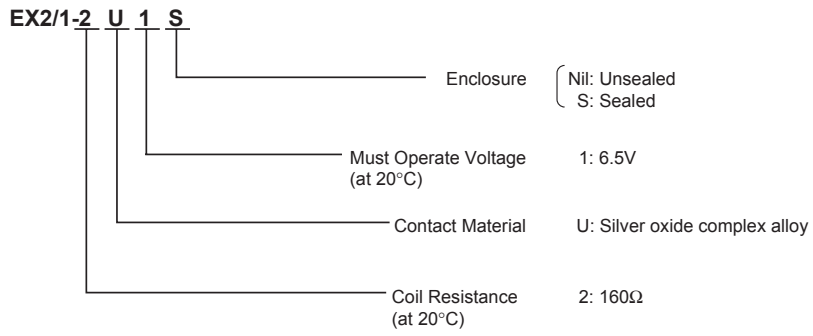 EX2/1-2 U 1 S
Enclosure Nil: Unsealed
S: Sealed
Must Operate Voltage 1: 6.5V
(at 20°C)
Contact Material U: Silver oxide complex alloy
Coil Resistance 2: 160Ω
(at 20°C)